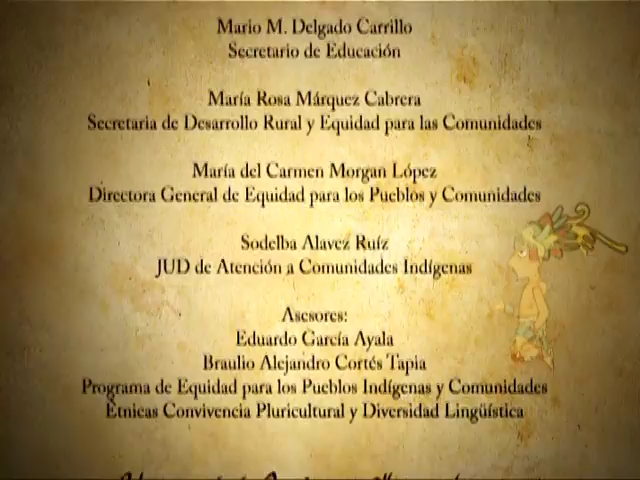 Mario M. Delgado Carrillo
Secretario de Educación
María Rosa Márquez Cabrera
Secretaria de Desarrollo Rural y Equidad para las Comunidades
María del Carmen Morgan López
Directora General de Equidad para los Pueblos y Comunidades
Sodelba Alavez Ruíz
JUD de Atención a Comunidades Indígenas
Asesores:
Eduardo García Ayala
Braulio Alejandro Cortés Tapia
Programa de Equidad para los Pueblos Indígenas y Comunidades
Étnicas Convivencia Pluricultural y Diversidad Lingüística